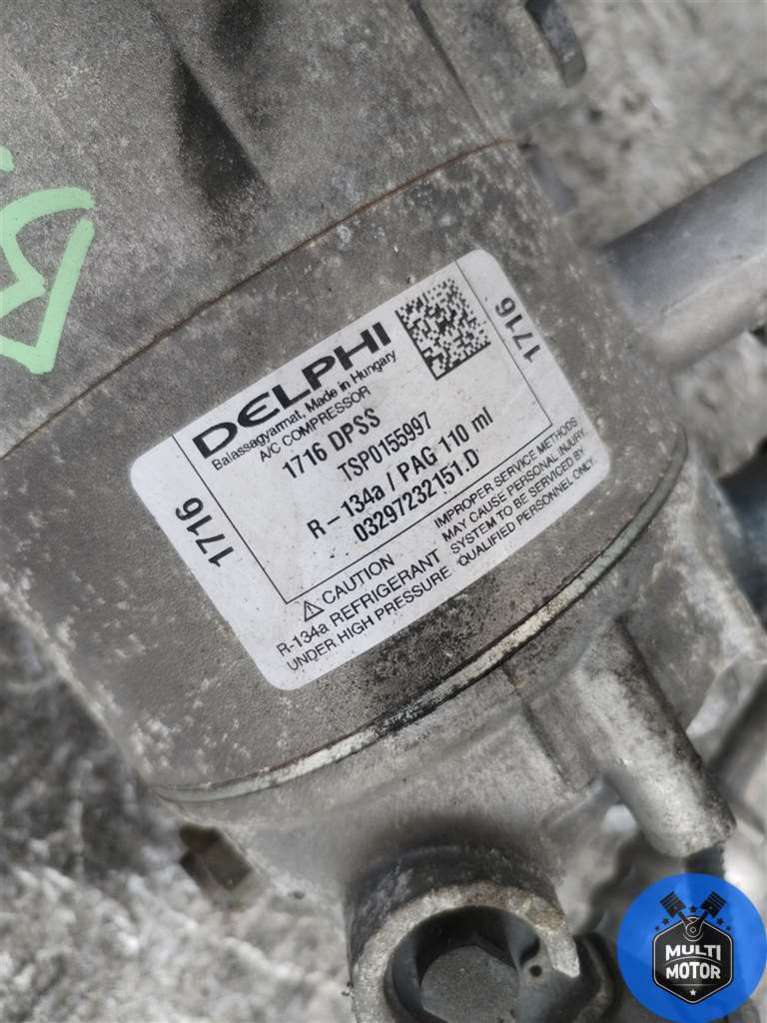 DELPHI
Balassagyarmat, Made in Hungary
A/C COMPRESSOR
1716 DPSS
TSP0155997
R-134a / PAG 110 ml
03297232151.D
1716
1716
⚠ CAUTION
R-134a REFRIGERANT
UNDER HIGH PRESSURE
IMPROPER SERVICE METHODS
MAY CAUSE PERSONAL INJURY.
SYSTEM TO BE SERVICED BY
QUALIFIED PERSONNEL ONLY.
MULTI
MOTOR